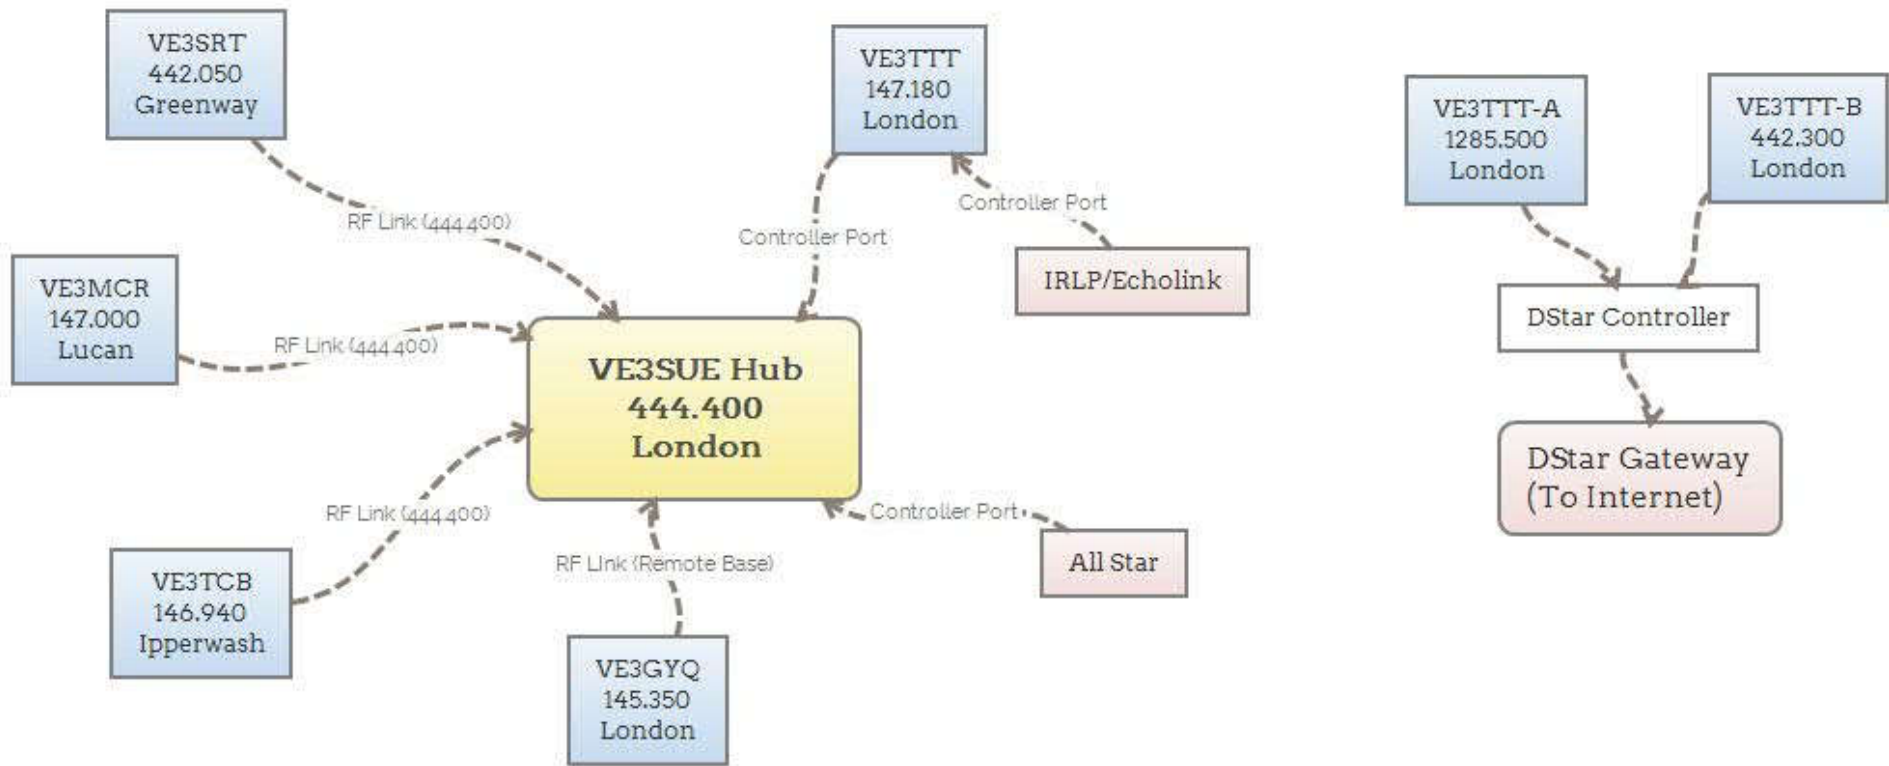 VE3SRT
442.050
Greenway
VE3TTT
147.180
London
VE3TTT-A
1285.500
London
VE3TTT-B
442.300
London
RF Link (444.400)
Controller Port
Controller Port
IRLP/Echolink
VE3MCR
147.000
Lucan
RF Link (444.400)
DStar Controller
VE3SUE Hub
444.400
London
DStar Gateway
(To Internet)
RF Link (444.400)
Controller Port
All Star
VE3TCB
146.940
Ipperwash
RF LInk (Remote Base)
VE3GYQ
145.350
London